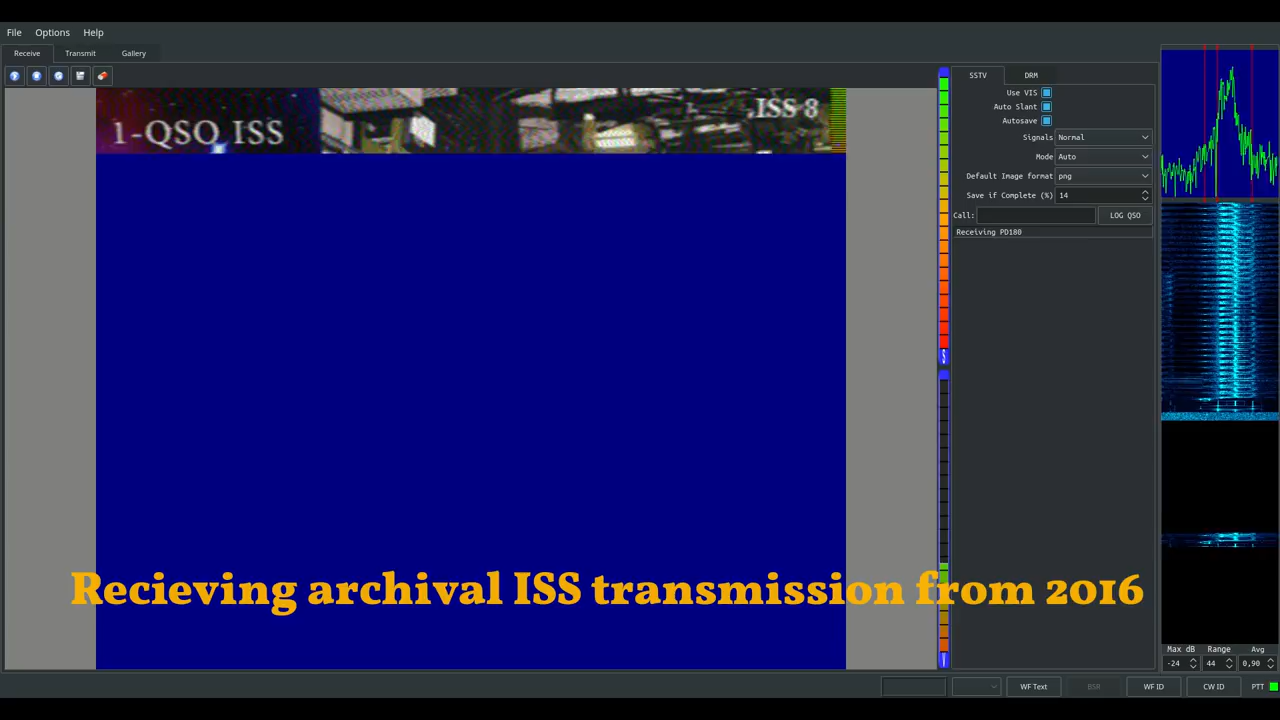 File Options Help
Receive Transmit Gallery
1-QSO ISS
.ISS 8
SSTV DRM
Use VIS
Auto Slant
Autosave
Signals Normal
Mode Auto
Default Image format png
Save if Complete (%) 14
Call: LOG QSO
Receiving PD180
Recieving archival ISS transmission from 2016
Max dB Range Avg
-24 44 0,90
WF Text BSR WF ID CW ID PTT